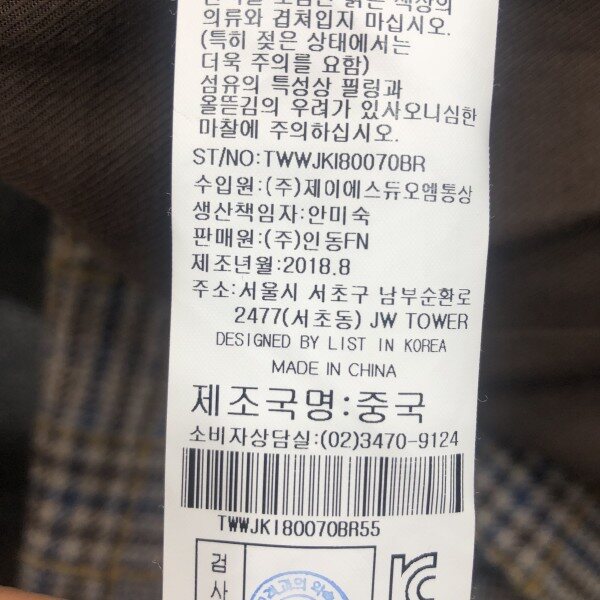 의류와 겹쳐입지 마십시오.
(특히 젖은 상태에서는
더욱 주의를 요함)
섬유의 특성상 필링과
올뜯김의 우려가 있사오니심한
마찰에 주의하십시오.
ST/NO:TWWJKI80070BR
수입원:(주)제이에스듀오엠통상
생산책임자:안미숙
판매원:(주)인동FN
제조년월:2018.8
주소:서울시 서초구 남부순환로
2477(서초동) JW TOWER
DESIGNED BY LIST IN KOREA
MADE IN CHINA
제조국명:중국
소비자상담실:(02)3470-9124
TWWJKI80070BR55
검
사